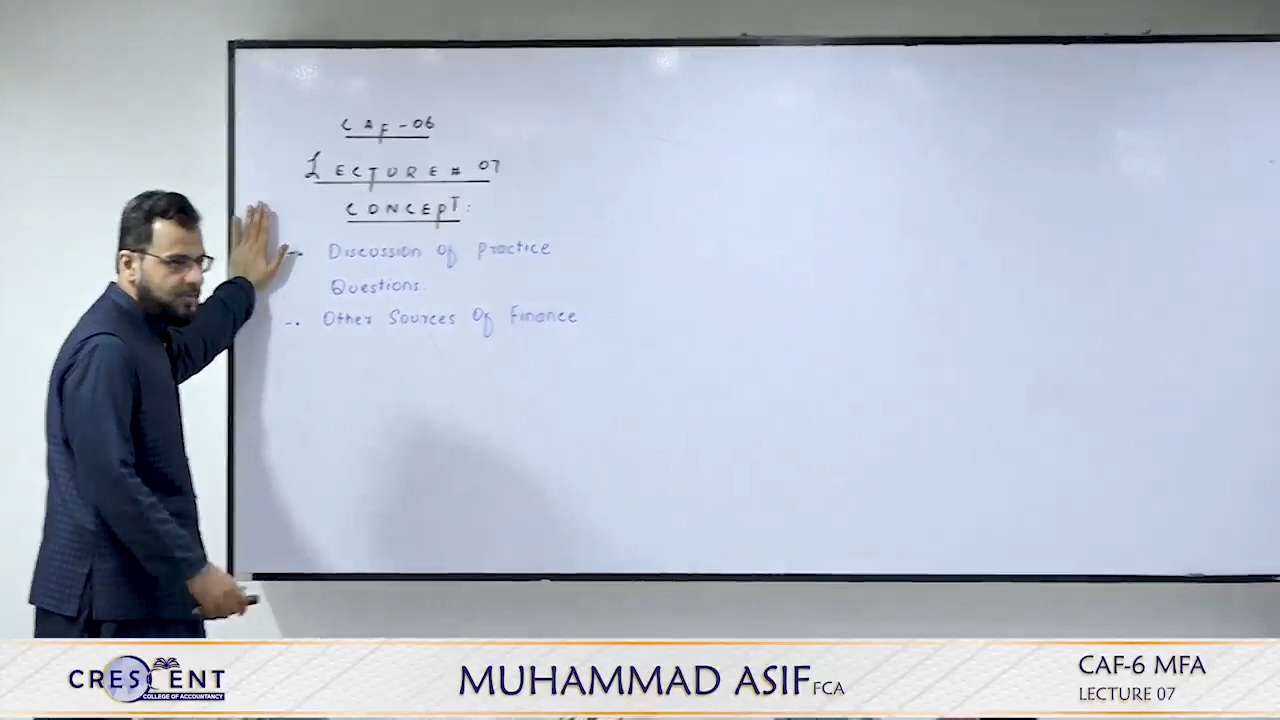 CAF-06
LECTURE # 07
CONCEPT:
-. Discussion of Practice
Questions.
-. Other Sources Of Finance
CRESCENT
COLLEGE OF ACCOUNTANCY
MUHAMMAD ASIF FCA
CAF-6 MFA
LECTURE 07